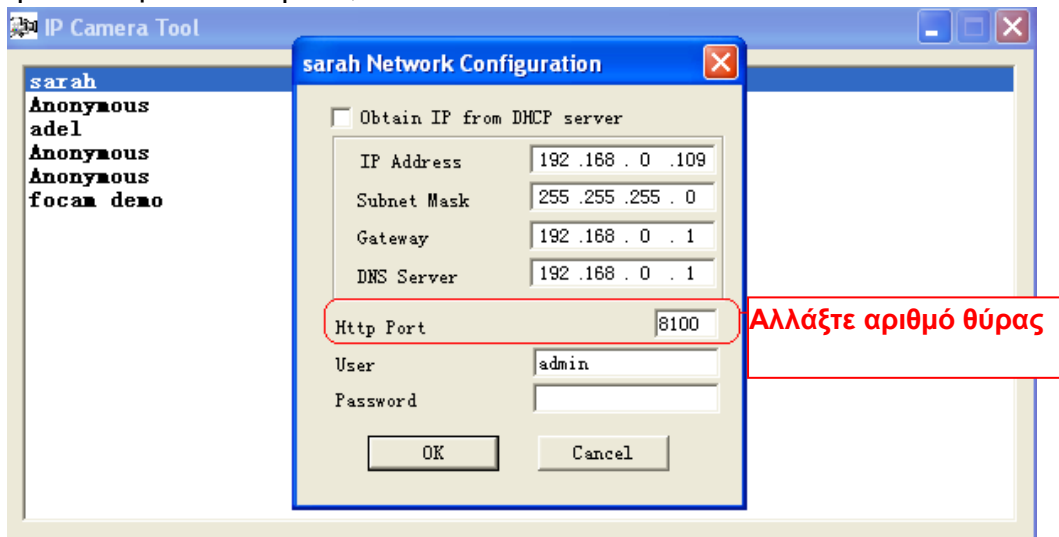 IP Camera Tool
sarah
Anonymous
adel
Anonymous
Anonymous
focam demo
sarah Network Configuration
Obtain IP from DHCP server
IP Address 192 .168 . 0 .109
Subnet Mask 255 .255 .255 . 0
Gateway 192 .168 . 0 . 1
DNS Server 192 .168 . 0 . 1
Http Port 8100
Αλλάξτε αριθμό θύρας
User admin
Password
OK Cancel